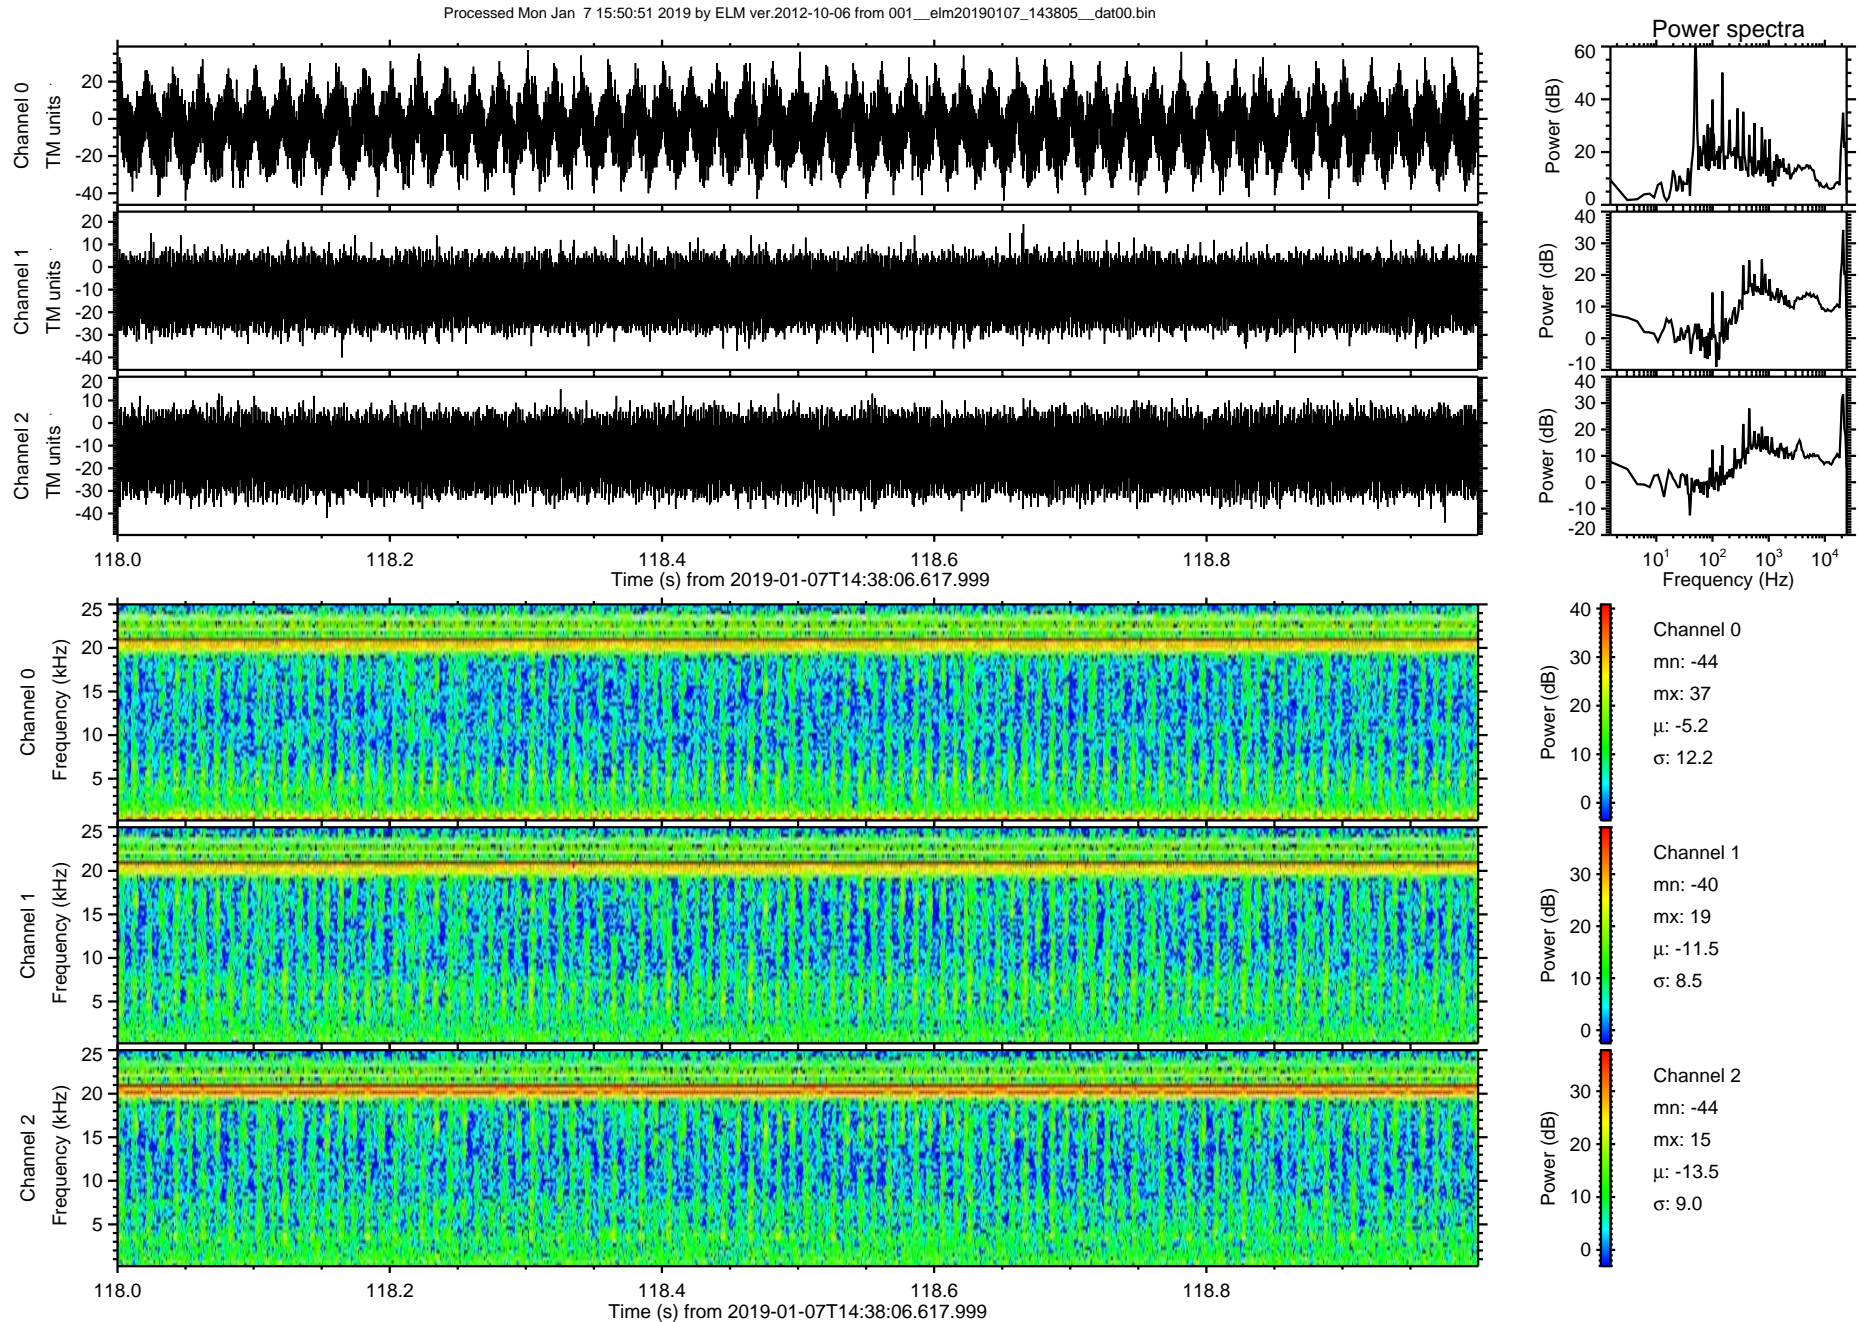 Processed Mon Jan  7 15:50:51 2019 by ELM ver.2012-10-06 from 001__elm20190107_143805__dat00.bin
Power spectra
Channel 0
TM units
20
0
-20
-40
Power (dB)
60
40
20
0
Channel 1
TM units
20
10
0
-10
-20
-30
-40
Power (dB)
40
30
20
10
0
-10
Channel 2
TM units
20
10
0
-10
-20
-30
-40
Power (dB)
40
30
20
10
0
-10
-20
118.0 118.2 118.4 118.6 118.8
Time (s) from 2019-01-07T14:38:06.617.999
10¹ 10² 10³ 10⁴
Frequency (Hz)
Channel 0
Frequency (kHz)
25
20
15
10
5
Power (dB)
40
30
20
10
0
Channel 0
mn: -44
mx: 37
μ: -5.2
σ: 12.2
Channel 1
Frequency (kHz)
25
20
15
10
5
Power (dB)
30
20
10
0
Channel 1
mn: -40
mx: 19
μ: -11.5
σ: 8.5
Channel 2
Frequency (kHz)
25
20
15
10
5
Power (dB)
30
20
10
0
Channel 2
mn: -44
mx: 15
μ: -13.5
σ: 9.0
118.0 118.2 118.4 118.6 118.8
Time (s) from 2019-01-07T14:38:06.617.999